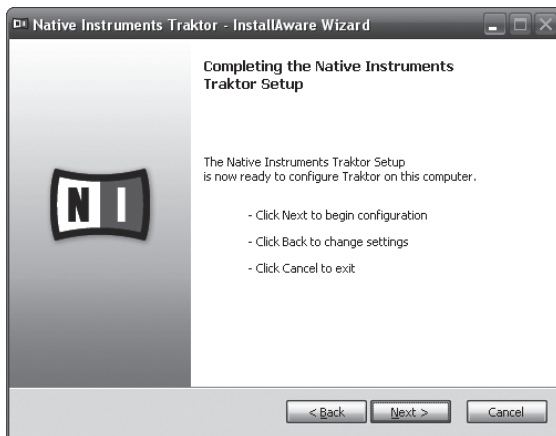 Native Instruments Traktor - InstallAware Wizard
Completing the Native Instruments
Traktor Setup
The Native Instruments Traktor Setup
is now ready to configure Traktor on this computer.
- Click Next to begin configuration
- Click Back to change settings
- Click Cancel to exit
N I
< Back Next > Cancel